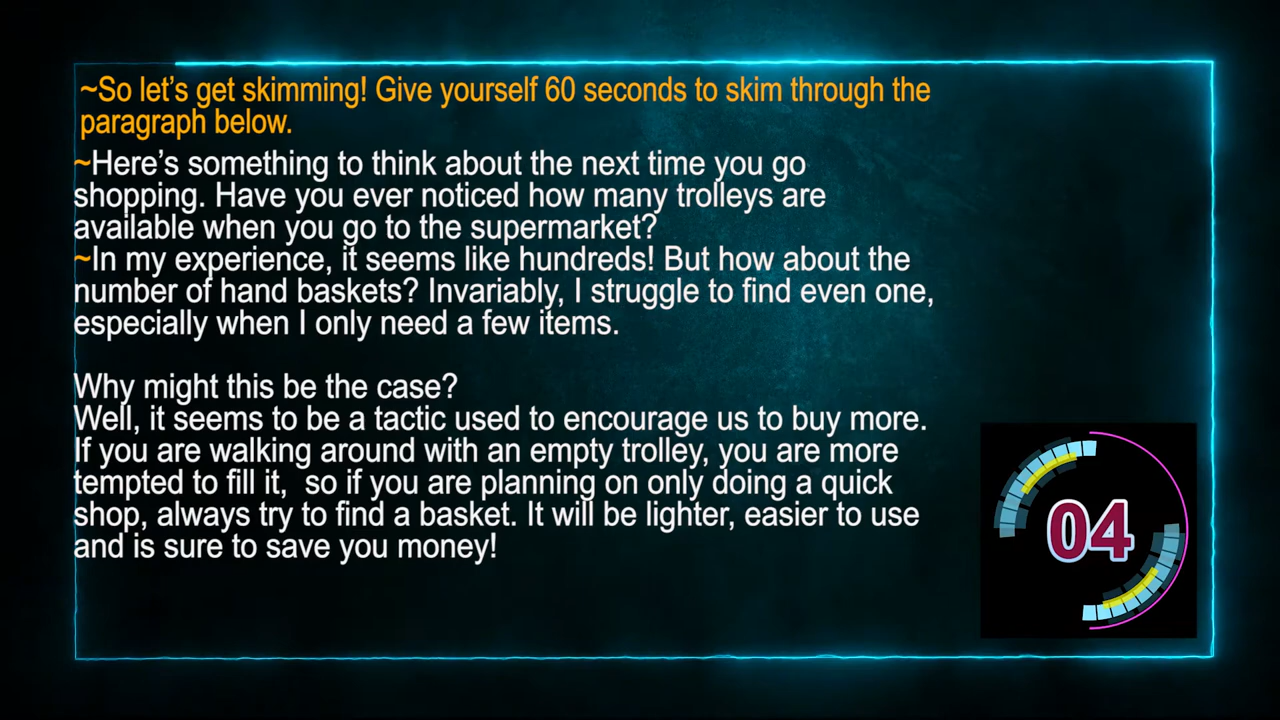 ~So let's get skimming! Give yourself 60 seconds to skim through the
paragraph below.
~Here's something to think about the next time you go
shopping. Have you ever noticed how many trolleys are
available when you go to the supermarket?
~In my experience, it seems like hundreds! But how about the
number of hand baskets? Invariably, I struggle to find even one,
especially when I only need a few items.
Why might this be the case?
Well, it seems to be a tactic used to encourage us to buy more.
If you are walking around with an empty trolley, you are more
tempted to fill it,  so if you are planning on only doing a quick
shop, always try to find a basket. It will be lighter, easier to use
and is sure to save you money!
04